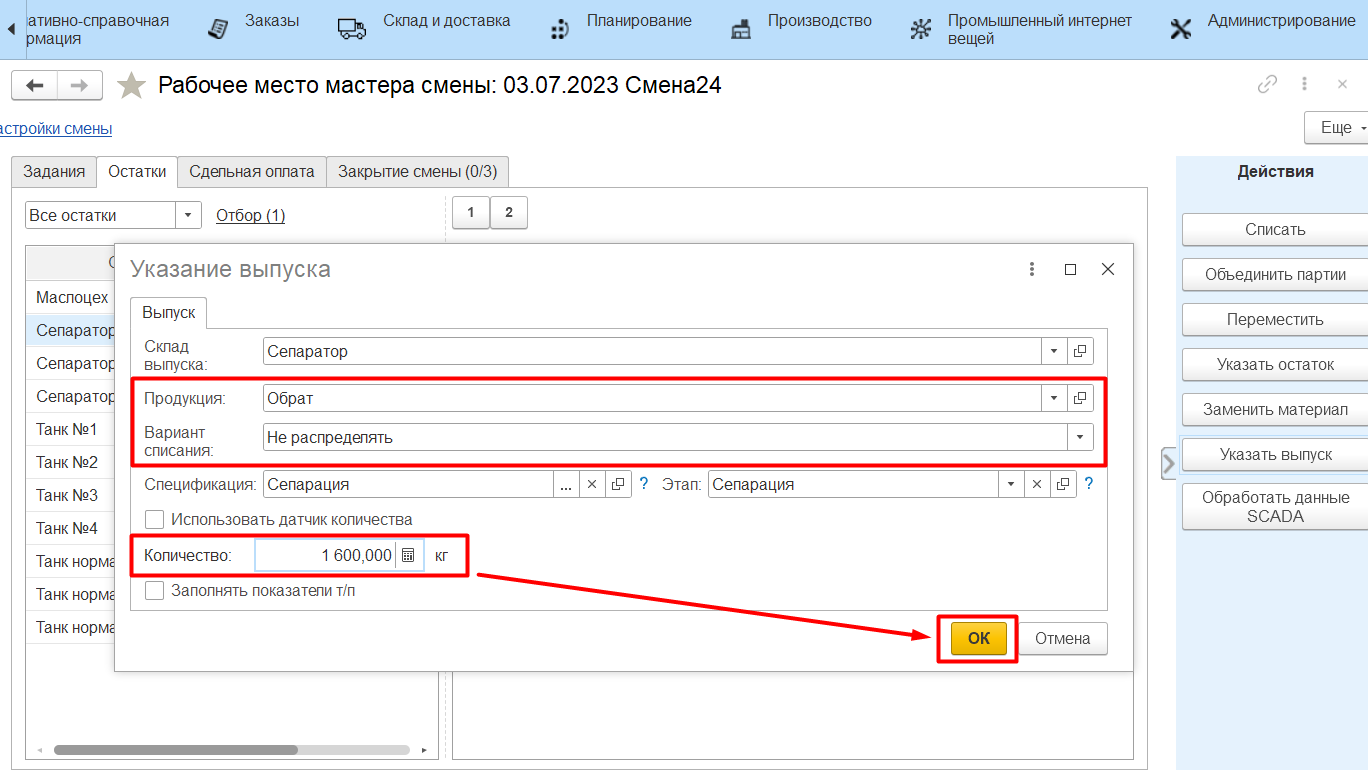 ативно-справочная
рмация
Заказы
Склад и доставка
Планирование
Производство
Промышленный интернет
вещей
Администрирование
Рабочее место мастера смены: 03.07.2023 Смена24
астройки смены
Еще
Задания
Остатки
Сдельная оплата
Закрытие смены (0/3)
Все остатки
Отбор (1)
1
2
С
Маслоцех
Сепаратор
Сепаратор
Сепаратор
Танк №1
Танк №2
Танк №3
Танк №4
Танк норма
Танк норма
Танк норма
Указание выпуска
Выпуск
Склад
выпуска:
Сепаратор
Продукция:
Обрат
Вариант
списания:
Не распределять
Спецификация:
Сепарация
...
?
Этап:
Сепарация
?
Использовать датчик количества
Количество:
1 600,000
кг
Заполнять показатели т/п
ОК
Отмена
Действия
Списать
Объединить партии
Переместить
Указать остаток
Заменить материал
Указать выпуск
Обработать данные
SCADA